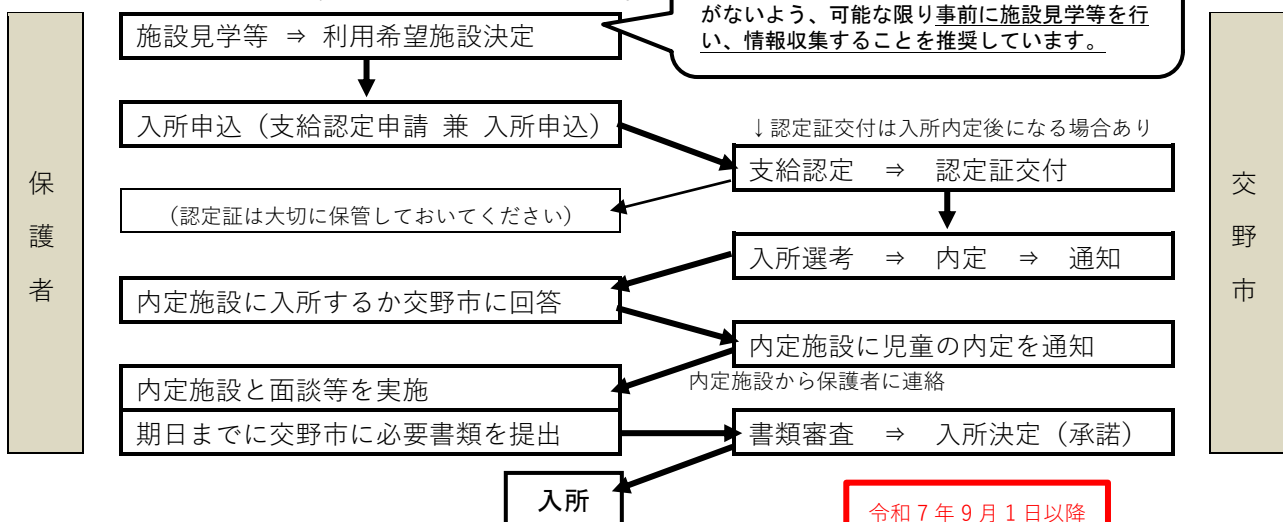 がないよう、可能な限り事前に施設見学等を行
い、情報収集することを推奨しています。
施設見学等 ⇒ 利用希望施設決定
入所申込（支給認定申請 兼 入所申込）
↓認定証交付は入所内定後になる場合あり
支給認定 ⇒ 認定証交付
（認定証は大切に保管しておいてください）
入所選考 ⇒ 内定 ⇒ 通知
内定施設に入所するか交野市に回答
内定施設に児童の内定を通知
内定施設から保護者に連絡
内定施設と面談等を実施
期日までに交野市に必要書類を提出
書類審査 ⇒ 入所決定（承諾）
入所
令和７年９月１日以降
保護者
交野市